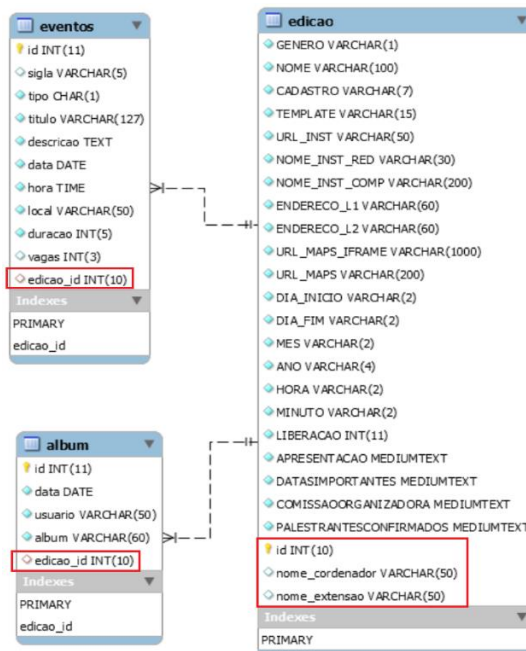 eventos
id INT(11)
sigla VARCHAR(5)
tipo CHAR(1)
titulo VARCHAR(127)
descricao TEXT
data DATE
hora TIME
local VARCHAR(50)
duracao INT(5)
vagas INT(3)
edicao_id INT(10)
Indexes
PRIMARY
edicao_id
album
id INT(11)
data DATE
usuario VARCHAR(50)
album VARCHAR(60)
edicao_id INT(10)
Indexes
PRIMARY
edicao_id
edicao
GENERO VARCHAR(1)
NOME VARCHAR(100)
CADASTRO VARCHAR(7)
TEMPLATE VARCHAR(15)
URL_INST VARCHAR(50)
NOME_INST_RED VARCHAR(30)
NOME_INST_COMP VARCHAR(200)
ENDERECO_L1 VARCHAR(60)
ENDERECO_L2 VARCHAR(60)
URL_MAPS_IFRAME VARCHAR(1000)
URL_MAPS VARCHAR(200)
DIA_INICIO VARCHAR(2)
DIA_FIM VARCHAR(2)
MES VARCHAR(2)
ANO VARCHAR(4)
HORA VARCHAR(2)
MINUTO VARCHAR(2)
LIBERACAO INT(11)
APRESENTACAO MEDIUMTEXT
DATASIMPORTANTES MEDIUMTEXT
COMISSAOORGANIZADORA MEDIUMTEXT
PALESTRANTESCONFIRMADOS MEDIUMTEXT
id INT(10)
nome_cordenador VARCHAR(50)
nome_extensao VARCHAR(50)
Indexes
PRIMARY